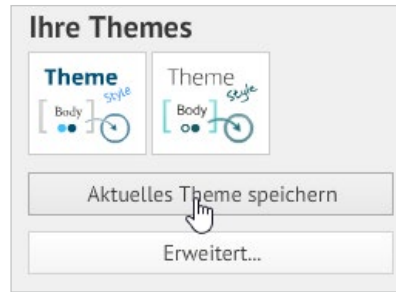 Ihre Themes
Theme Theme
Style Style
Body Body
Aktuelles Theme speichern
Erweitert...